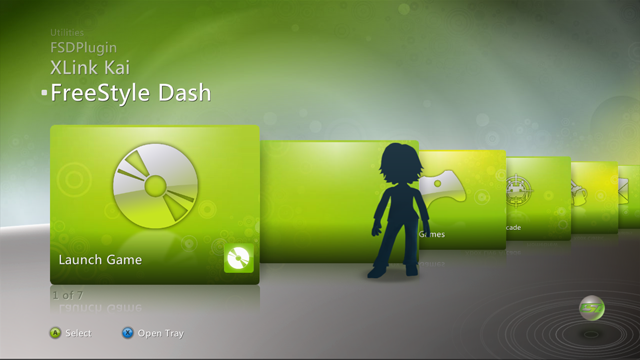 Utilities
FSDPlugin
XLink Kai
FreeStyle Dash
Launch Game
Games
cade
1 of 7
Select
Open Tray